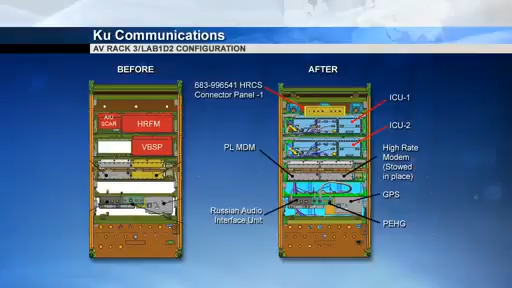 Ku Communications
AV RACK 3/LAB1D2 CONFIGURATION
BEFORE
AIU
SCAR
HRFM
VBSP
AFTER
683-996541 HRCS
Connector Panel -1
ICU-1
ICU-2
PL MDM
High Rate
Modem
(Stowed
in place)
GPS
Russian Audio
Interface Unit
PEHG